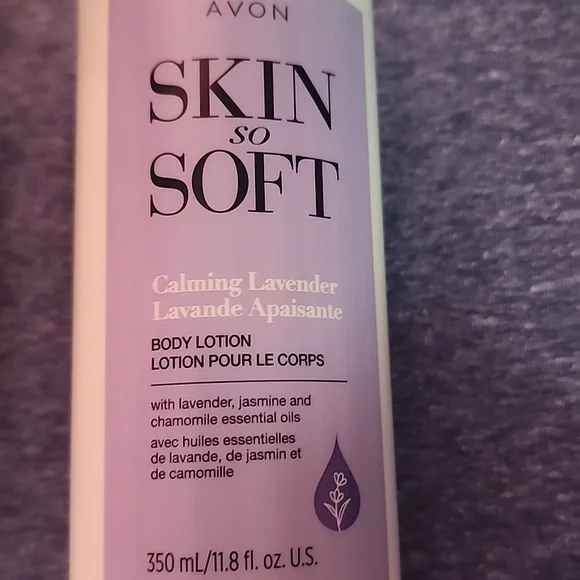 AVON
SKIN
so
SOFT
Calming Lavender
Lavande Apaisante
BODY LOTION
LOTION POUR LE CORPS
with lavender, jasmine and
chamomile essential oils
avec huiles essentielles
de lavande, de jasmin et
de camomille
350 mL/11.8 fl. oz. U.S.